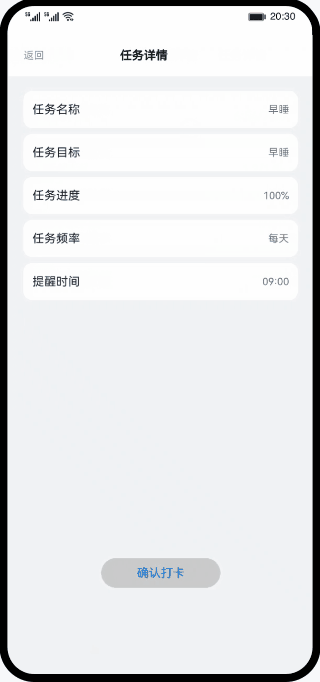 5G 5G 20:30
返回 任务详情
任务名称 早睡
任务目标 早睡
任务进度 100%
任务频率 每天
提醒时间 09:00
确认打卡